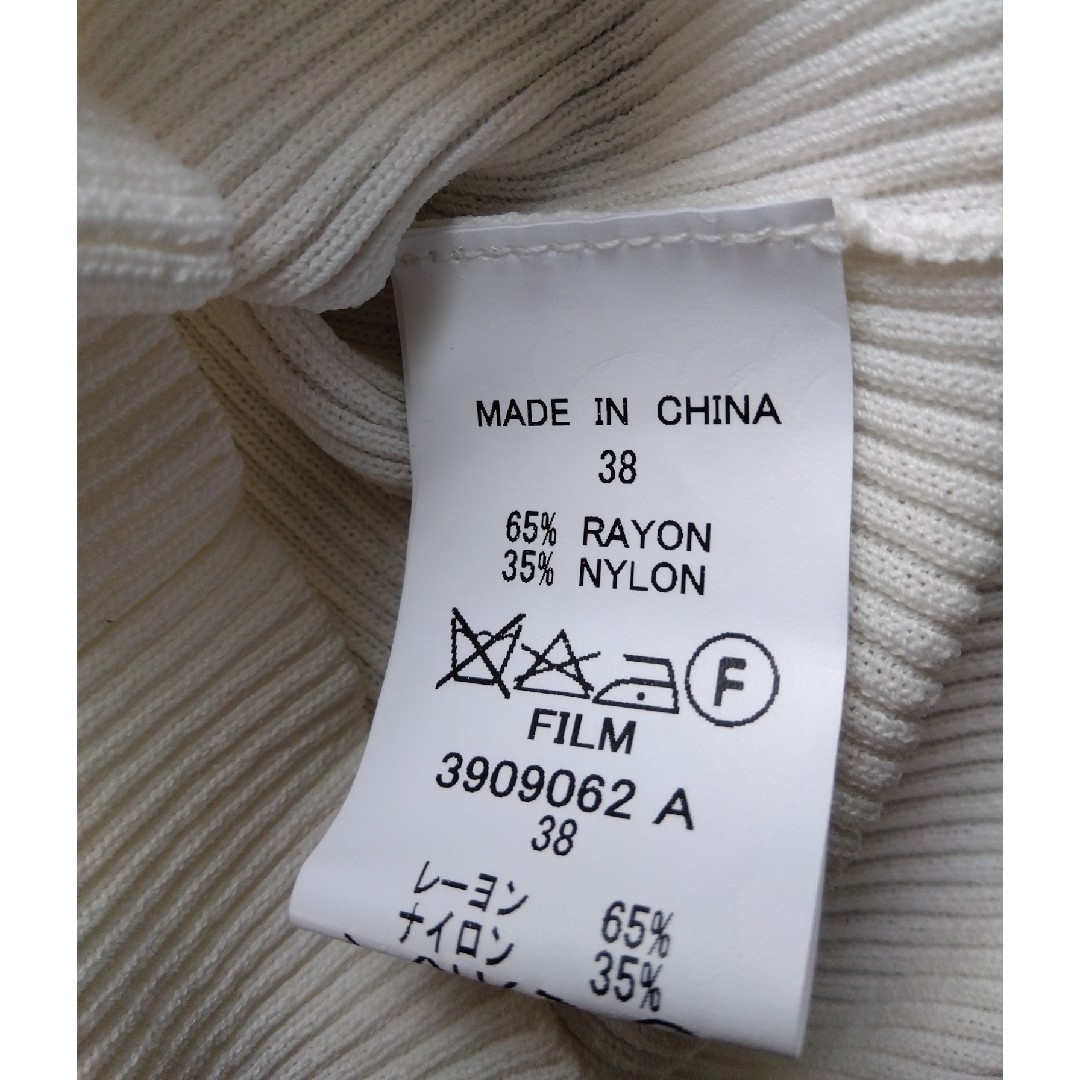 MADE IN CHINA
38
65% RAYON
35% NYLON
F
FILM
3909062 A
38
レーヨン 65%
ナイロン 35%